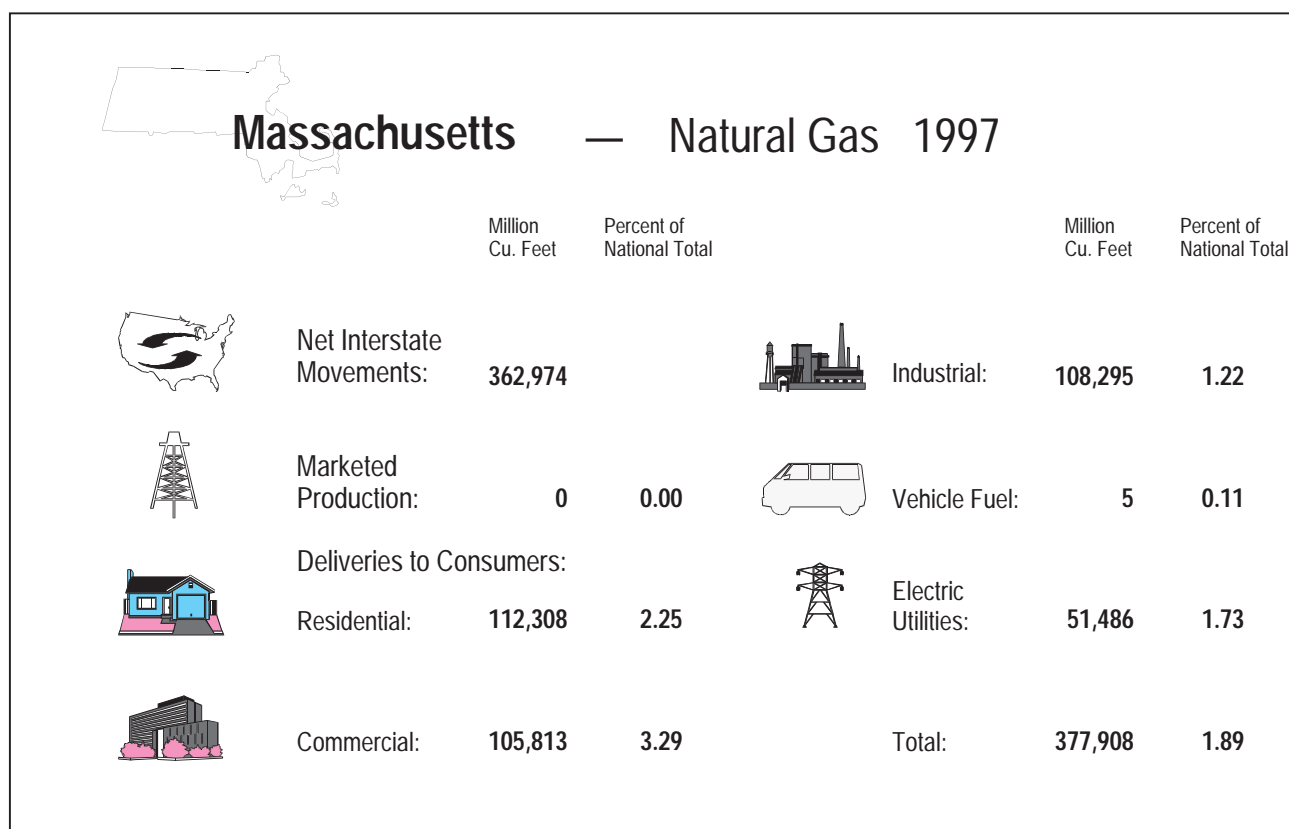 Massachusetts — Natural Gas 1997
Million
Cu. Feet
Percent of
National Total
Million
Cu. Feet
Percent of
National Total
Net Interstate
Movements: 362,974
Industrial: 108,295 1.22
Marketed
Production: 0 0.00
Vehicle Fuel: 5 0.11
Deliveries to Consumers:
Residential: 112,308 2.25
Electric
Utilities: 51,486 1.73
Commercial: 105,813 3.29
Total: 377,908 1.89